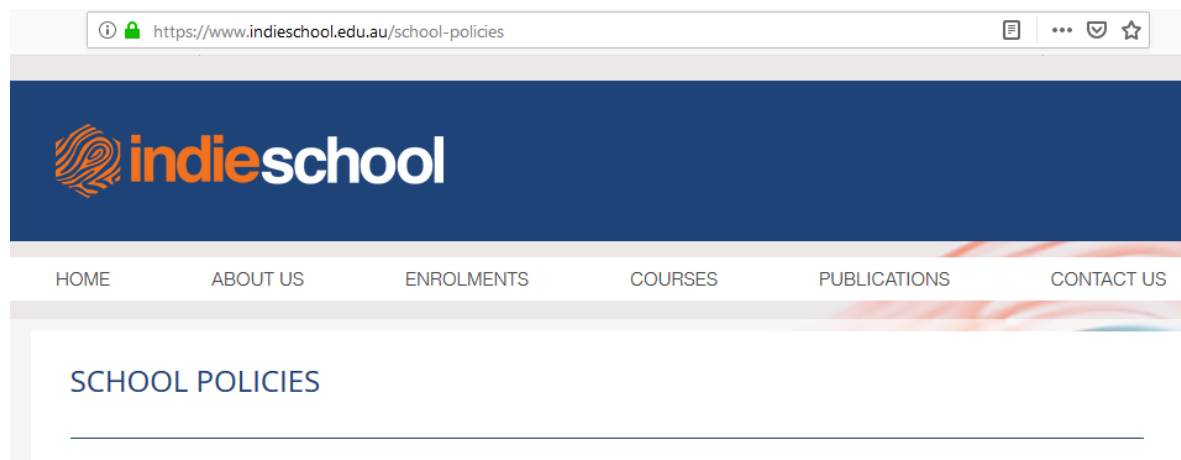 https://www.indieschool.edu.au/school-policies
indieschool
HOME ABOUT US ENROLMENTS COURSES PUBLICATIONS CONTACT US
SCHOOL POLICIES